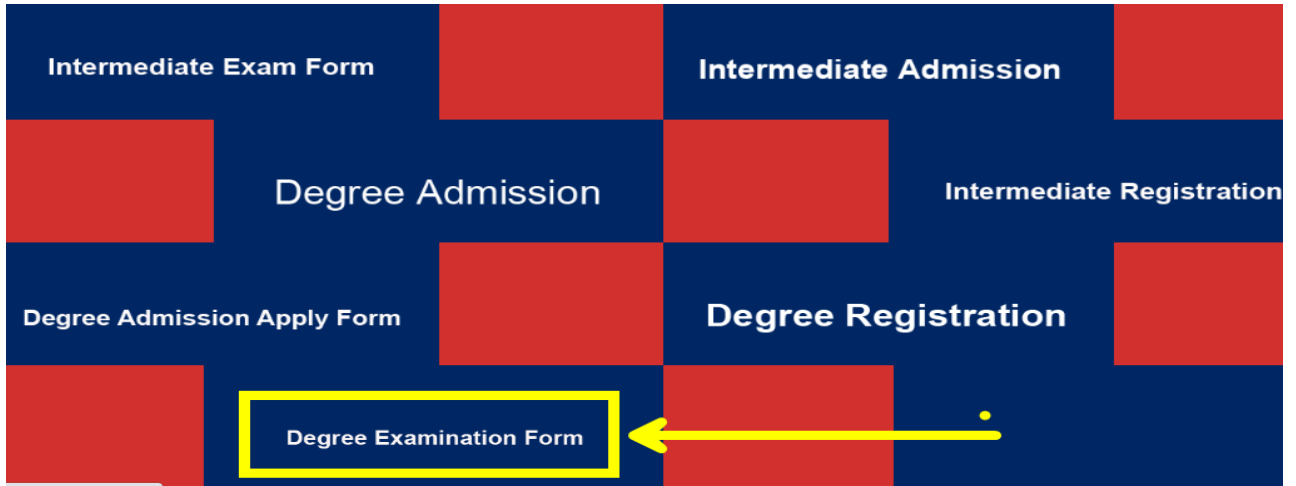 Intermediate Exam Form
Intermediate Admission
Degree Admission
Intermediate Registration
Degree Admission Apply Form
Degree Registration
Degree Examination Form